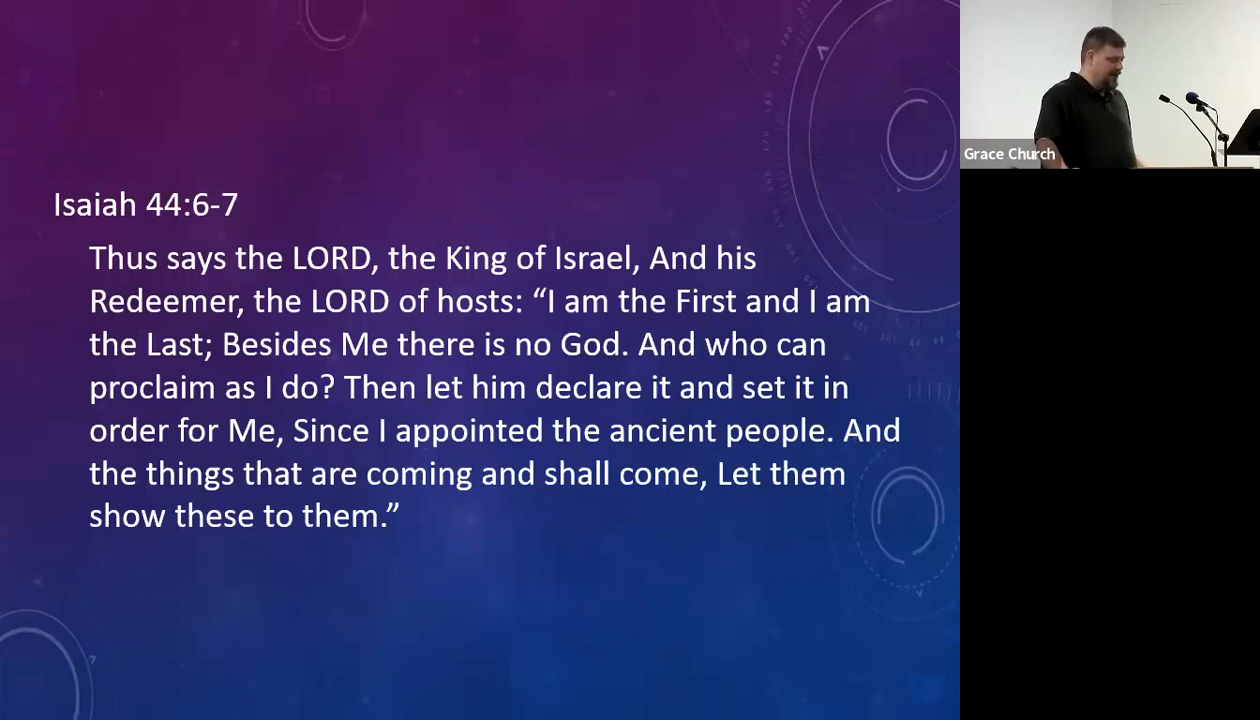 Isaiah 44:6-7
Thus says the LORD, the King of Israel, And his
Redeemer, the LORD of hosts: “I am the First and I am
the Last; Besides Me there is no God. And who can
proclaim as I do? Then let him declare it and set it in
order for Me, Since I appointed the ancient people. And
the things that are coming and shall come, Let them
show these to them.”
Grace Church